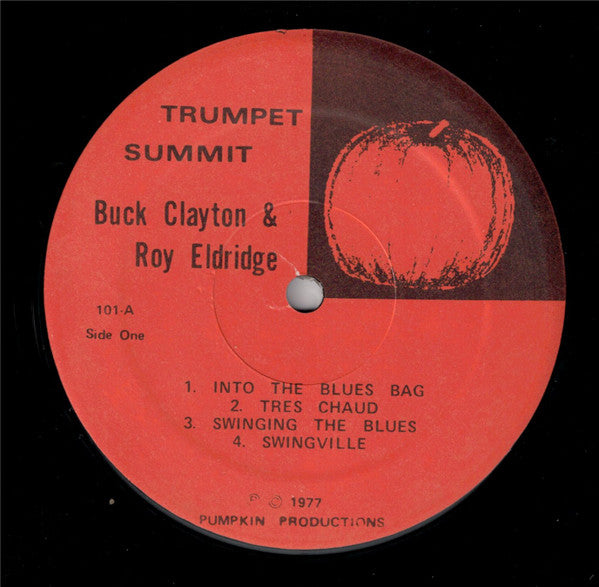 TRUMPET
SUMMIT
Buck Clayton &
Roy Eldridge
101-A
Side One
1. INTO THE BLUES BAG
2. TRES CHAUD
3. SWINGING THE BLUES
4. SWINGVILLE
℗ © 1977
PUMPKIN PRODUCTIONS